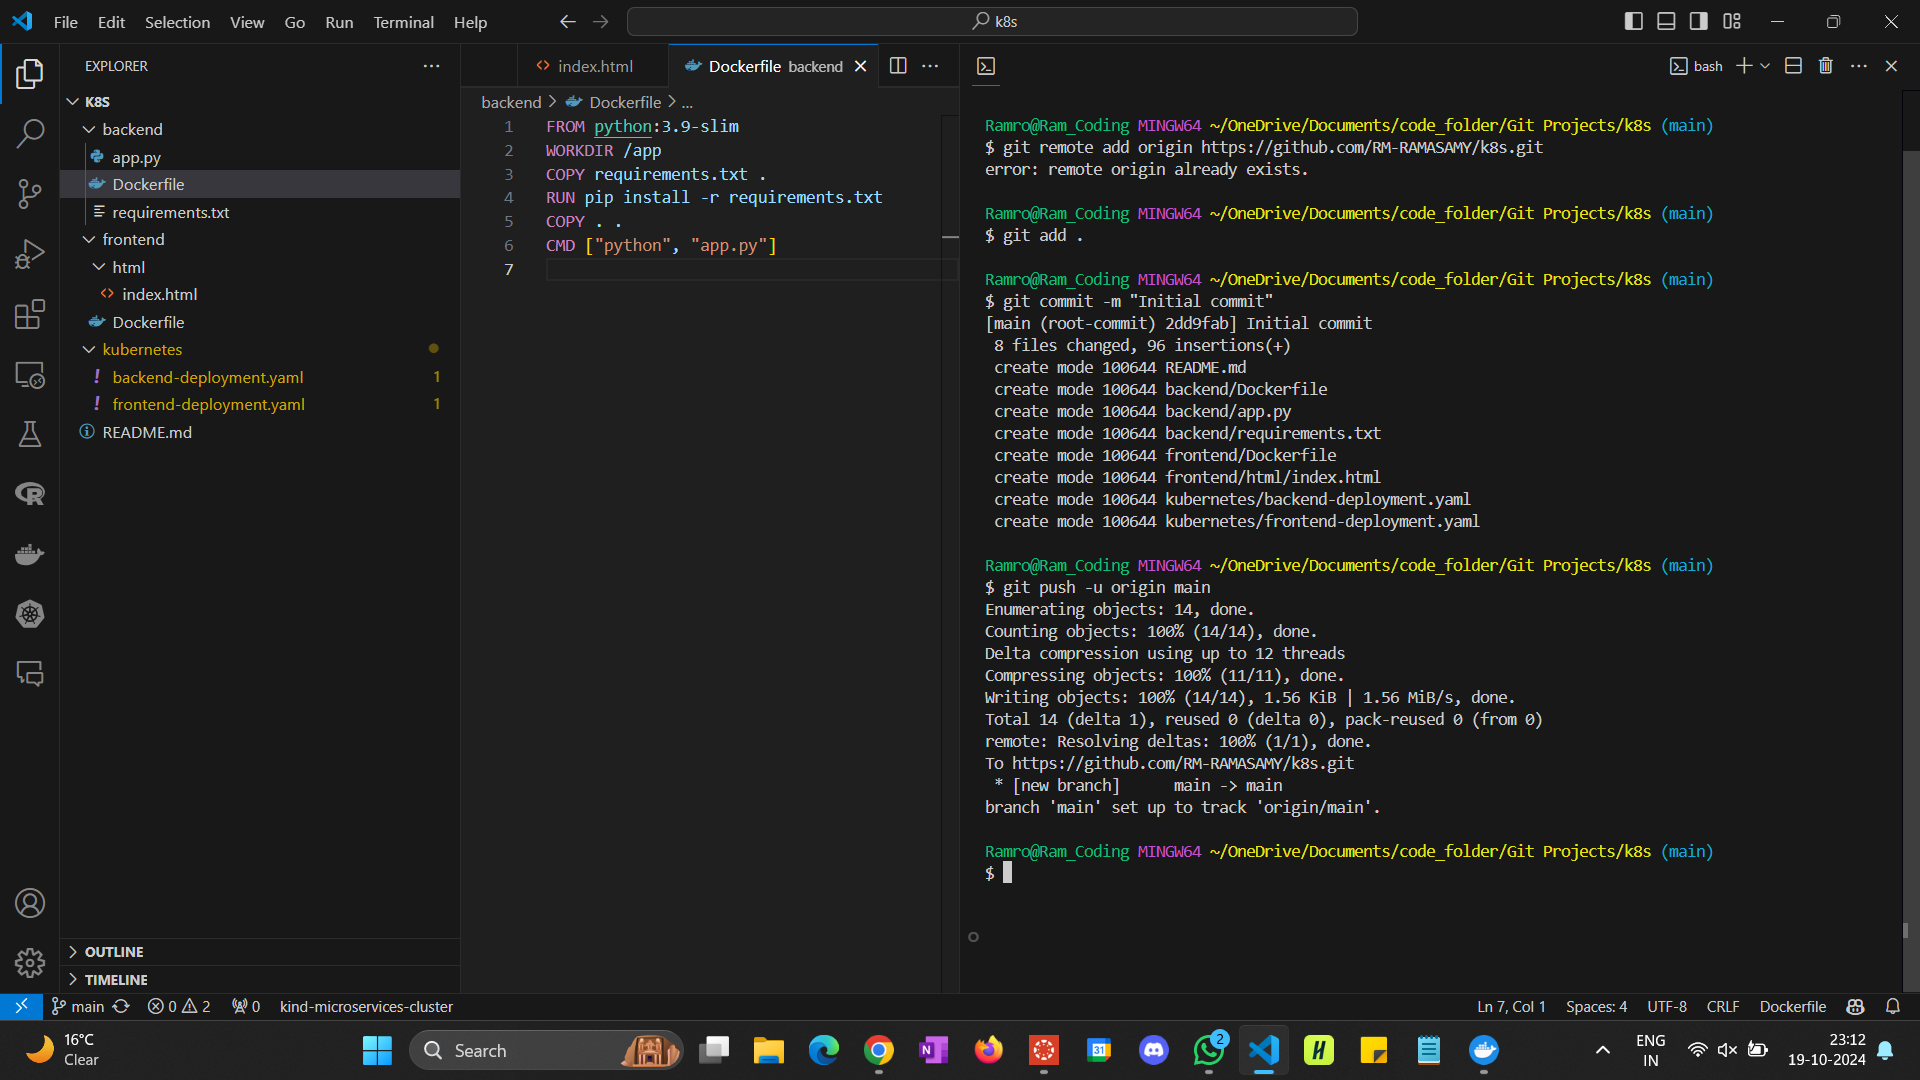 File Edit Selection View Go Run Terminal Help
k8s
EXPLORER
K8S
backend
app.py
Dockerfile
requirements.txt
frontend
html
index.html
Dockerfile
kubernetes
backend-deployment.yaml 1
frontend-deployment.yaml 1
README.md
OUTLINE
TIMELINE
index.html
Dockerfile backend
backend > Dockerfile > ...
1 FROM python:3.9-slim
2 WORKDIR /app
3 COPY requirements.txt .
4 RUN pip install -r requirements.txt
5 COPY . .
6 CMD ["python", "app.py"]
7
bash
Ramro@Ram_Coding MINGW64 ~/OneDrive/Documents/code_folder/Git Projects/k8s (main)
$ git remote add origin https://github.com/RM-RAMASAMY/k8s.git
error: remote origin already exists.
Ramro@Ram_Coding MINGW64 ~/OneDrive/Documents/code_folder/Git Projects/k8s (main)
$ git add .
Ramro@Ram_Coding MINGW64 ~/OneDrive/Documents/code_folder/Git Projects/k8s (main)
$ git commit -m "Initial commit"
[main (root-commit) 2dd9fab] Initial commit
8 files changed, 96 insertions(+)
create mode 100644 README.md
create mode 100644 backend/Dockerfile
create mode 100644 backend/app.py
create mode 100644 backend/requirements.txt
create mode 100644 frontend/Dockerfile
create mode 100644 frontend/html/index.html
create mode 100644 kubernetes/backend-deployment.yaml
create mode 100644 kubernetes/frontend-deployment.yaml
Ramro@Ram_Coding MINGW64 ~/OneDrive/Documents/code_folder/Git Projects/k8s (main)
$ git push -u origin main
Enumerating objects: 14, done.
Counting objects: 100% (14/14), done.
Delta compression using up to 12 threads
Compressing objects: 100% (11/11), done.
Writing objects: 100% (14/14), 1.56 KiB | 1.56 MiB/s, done.
Total 14 (delta 1), reused 0 (delta 0), pack-reused 0 (from 0)
remote: Resolving deltas: 100% (1/1), done.
To https://github.com/RM-RAMASAMY/k8s.git
* [new branch] main -> main
branch 'main' set up to track 'origin/main'.
Ramro@Ram_Coding MINGW64 ~/OneDrive/Documents/code_folder/Git Projects/k8s (main)
$
main 0 2 0 kind-microservices-cluster
Ln 7, Col 1 Spaces: 4 UTF-8 CRLF Dockerfile
16°C
Clear
Search
N
31
2
H
ENG
IN
23:12
19-10-2024